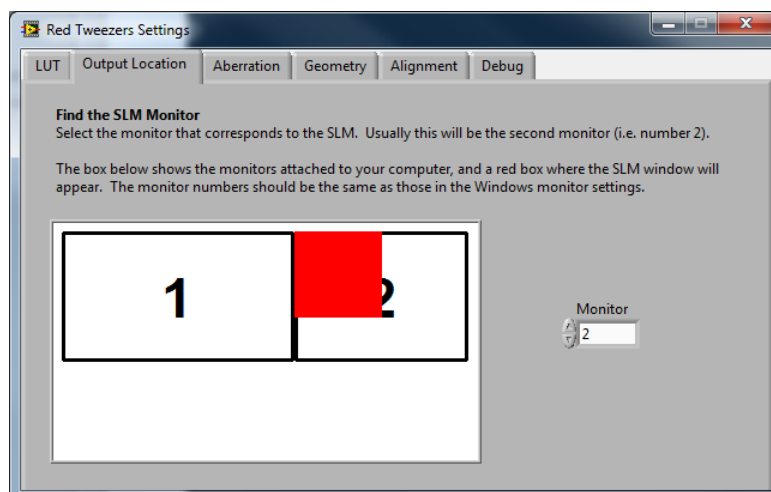 Red Tweezers Settings
LUT Output Location Aberration Geometry Alignment Debug
Find the SLM Monitor
Select the monitor that corresponds to the SLM.  Usually this will be the second monitor (i.e. number 2).
The box below shows the monitors attached to your computer, and a red box where the SLM window will
appear.  The monitor numbers should be the same as those in the Windows monitor settings.
1 2
Monitor
2